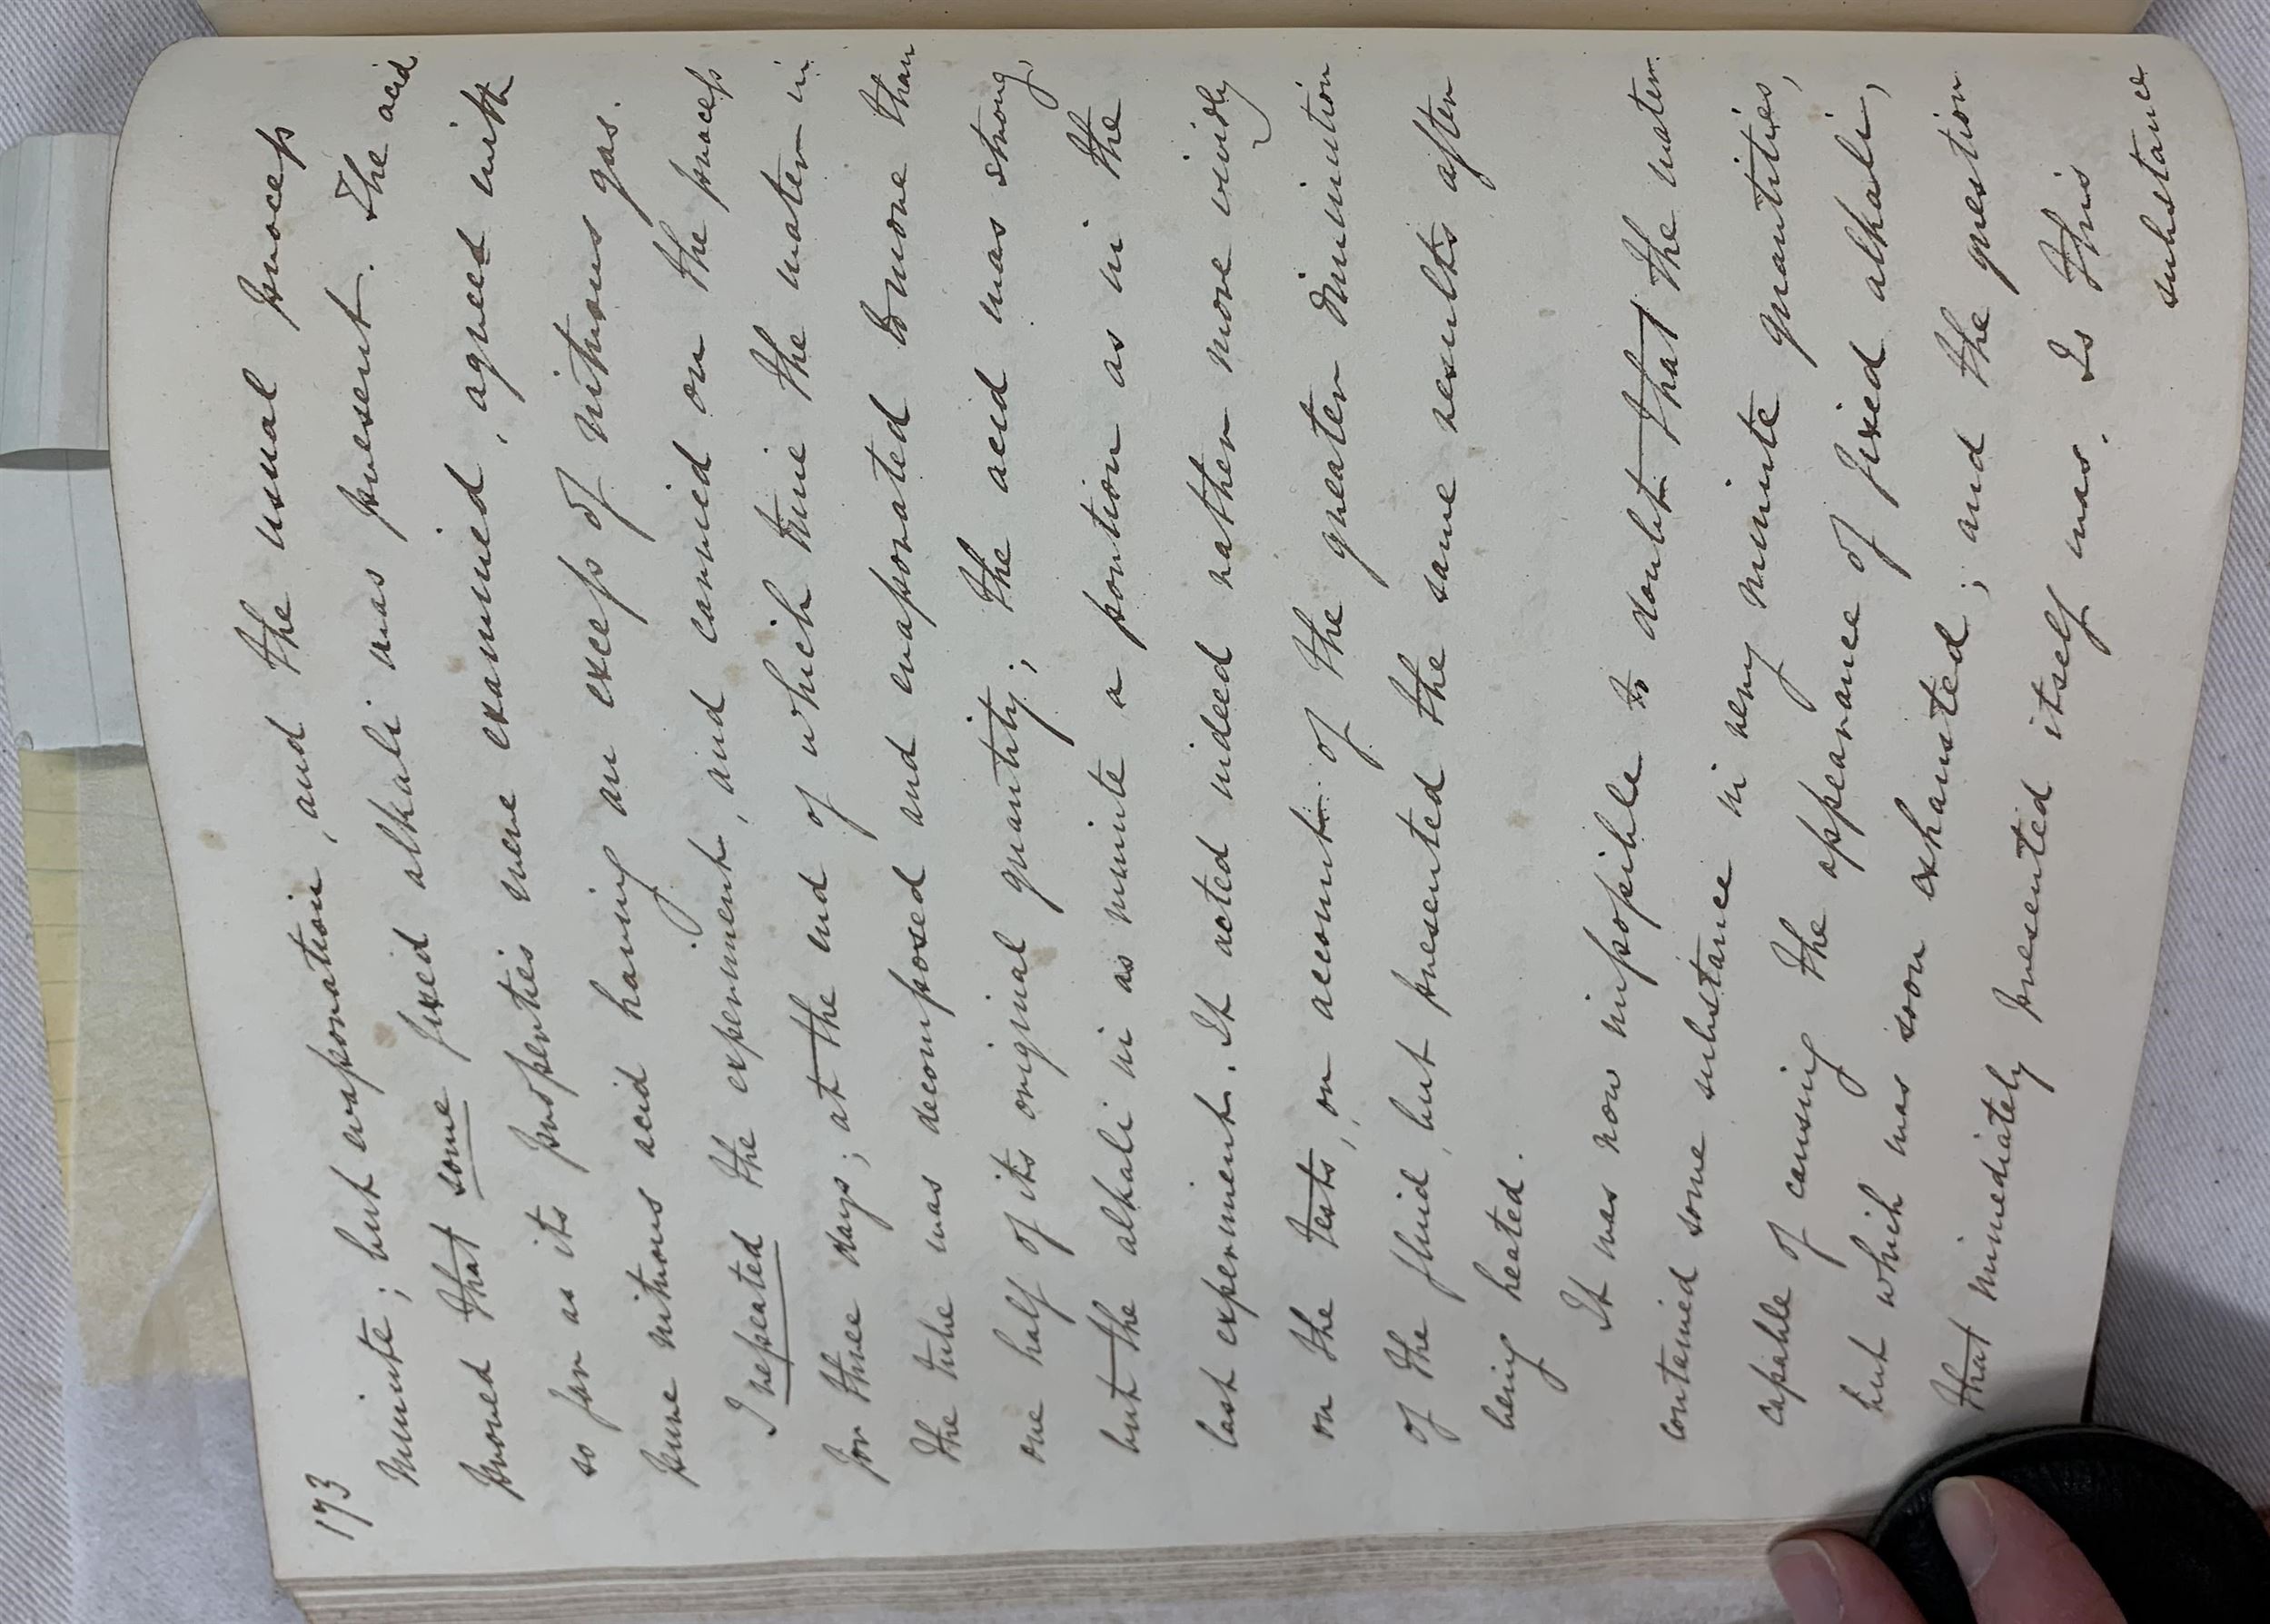 173
minute; but evaporation, and the usual process
proved that some fixed alkali was present. The acid
so far as its properties were examined, agreed with
pure nitrous acid having an excess of nitrous gas.
I repeated the experiment, and carried on the process
for three days; at the end of which time the water in
the tube was decomposed and evaporated to more than
one half of its original quantity; the acid was strong,
but the alkali in as minute a portion as in the
last experiment. It acted indeed rather more vividly
on the tests, on account of the greater diminution
of the fluid, but presented the same results after
being heated.
It was now impossible to doubt that the water
contained some substance in very minute quantities,
capable of causing the appearance of fixed alkali,
but which was soon exhausted; and the question
that immediately presented itself was. Is this
substance